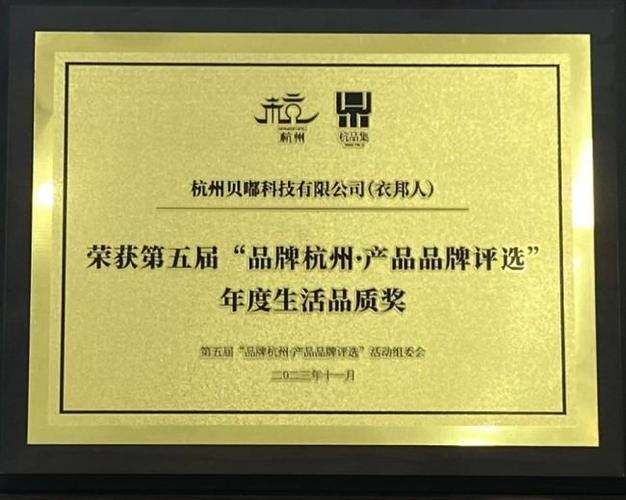 杭州
杭品集
杭州贝嘟科技有限公司(衣邦人)
荣获第五届“品牌杭州·产品品牌评选”
年度生活品质奖
第五届“品牌杭州·产品品牌评选”活动组委会
二〇二三年十一月